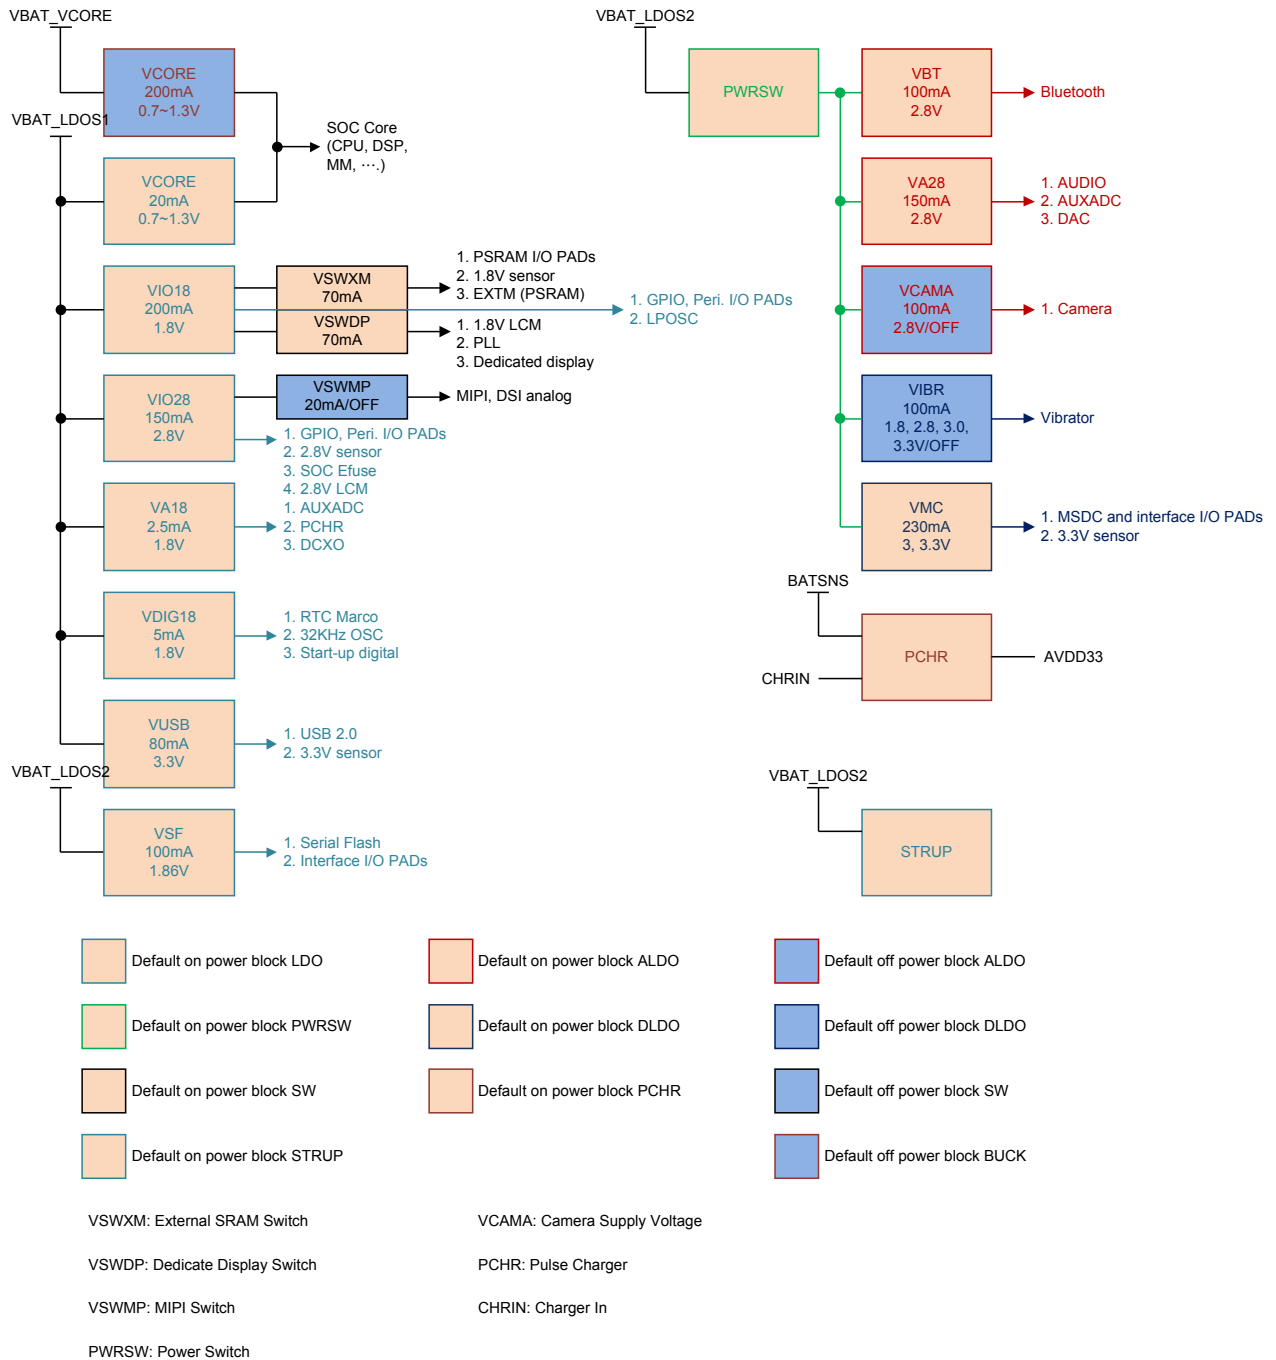 VBAT_VCORE
VCORE
200mA
0.7~1.3V
VBAT_LDOS1
SOC Core
(CPU, DSP,
MM, ….)
VCORE
20mA
0.7~1.3V
VIO18
200mA
1.8V
VSWXM
70mA
1. PSRAM I/O PADs
2. 1.8V sensor
3. EXTM (PSRAM)
1. GPIO, Peri. I/O PADs
2. LPOSC
VSWDP
70mA
1. 1.8V LCM
2. PLL
3. Dedicated display
VIO28
150mA
2.8V
VSWMP
20mA/OFF
MIPI, DSI analog
1. GPIO, Peri. I/O PADs
2. 2.8V sensor
3. SOC Efuse
4. 2.8V LCM
VA18
2.5mA
1.8V
1. AUXADC
2. PCHR
3. DCXO
VDIG18
5mA
1.8V
1. RTC Marco
2. 32KHz OSC
3. Start-up digital
VUSB
80mA
3.3V
1. USB 2.0
2. 3.3V sensor
VBAT_LDOS2
VSF
100mA
1.86V
1. Serial Flash
2. Interface I/O PADs
VBAT_LDOS2
PWRSW
VBT
100mA
2.8V
Bluetooth
VA28
150mA
2.8V
1. AUDIO
2. AUXADC
3. DAC
VCAMA
100mA
2.8V/OFF
1. Camera
VIBR
100mA
1.8, 2.8, 3.0,
3.3V/OFF
Vibrator
VMC
230mA
3, 3.3V
1. MSDC and interface I/O PADs
2. 3.3V sensor
BATSNS
CHRIN
PCHR
AVDD33
VBAT_LDOS2
STRUP
Default on power block LDO
Default on power block ALDO
Default off power block ALDO
Default on power block PWRSW
Default on power block DLDO
Default off power block DLDO
Default on power block SW
Default on power block PCHR
Default off power block SW
Default on power block STRUP
Default off power block BUCK
VSWXM: External SRAM Switch
VCAMA: Camera Supply Voltage
VSWDP: Dedicate Display Switch
PCHR: Pulse Charger
VSWMP: MIPI Switch
CHRIN: Charger In
PWRSW: Power Switch